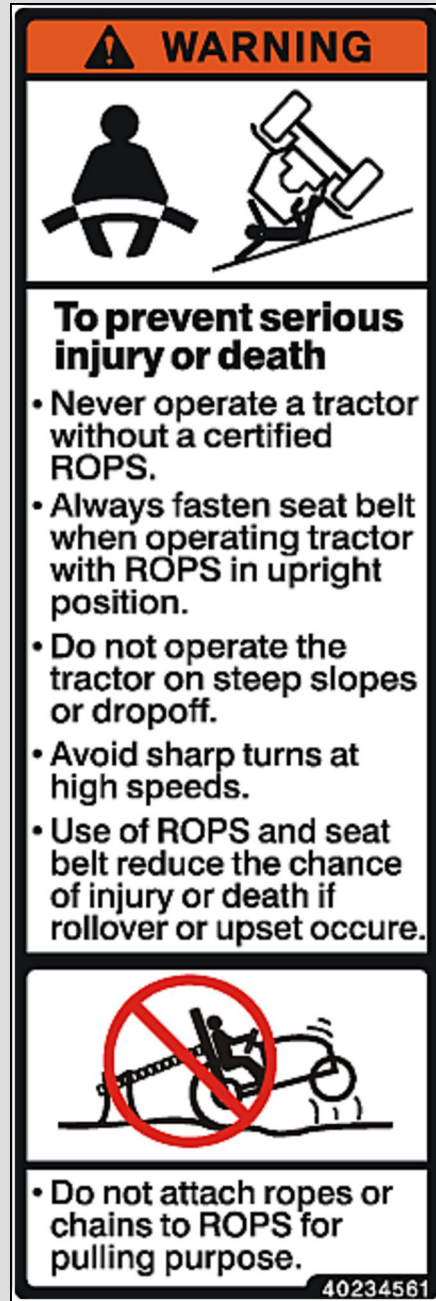 WARNING
To prevent serious
injury or death
• Never operate a tractor
without a certified
ROPS.
• Always fasten seat belt
when operating tractor
with ROPS in upright
position.
• Do not operate the
tractor on steep slopes
or dropoff.
• Avoid sharp turns at
high speeds.
• Use of ROPS and seat
belt reduce the chance
of injury or death if
rollover or upset occure.
• Do not attach ropes or
chains to ROPS for
pulling purpose.
40234561